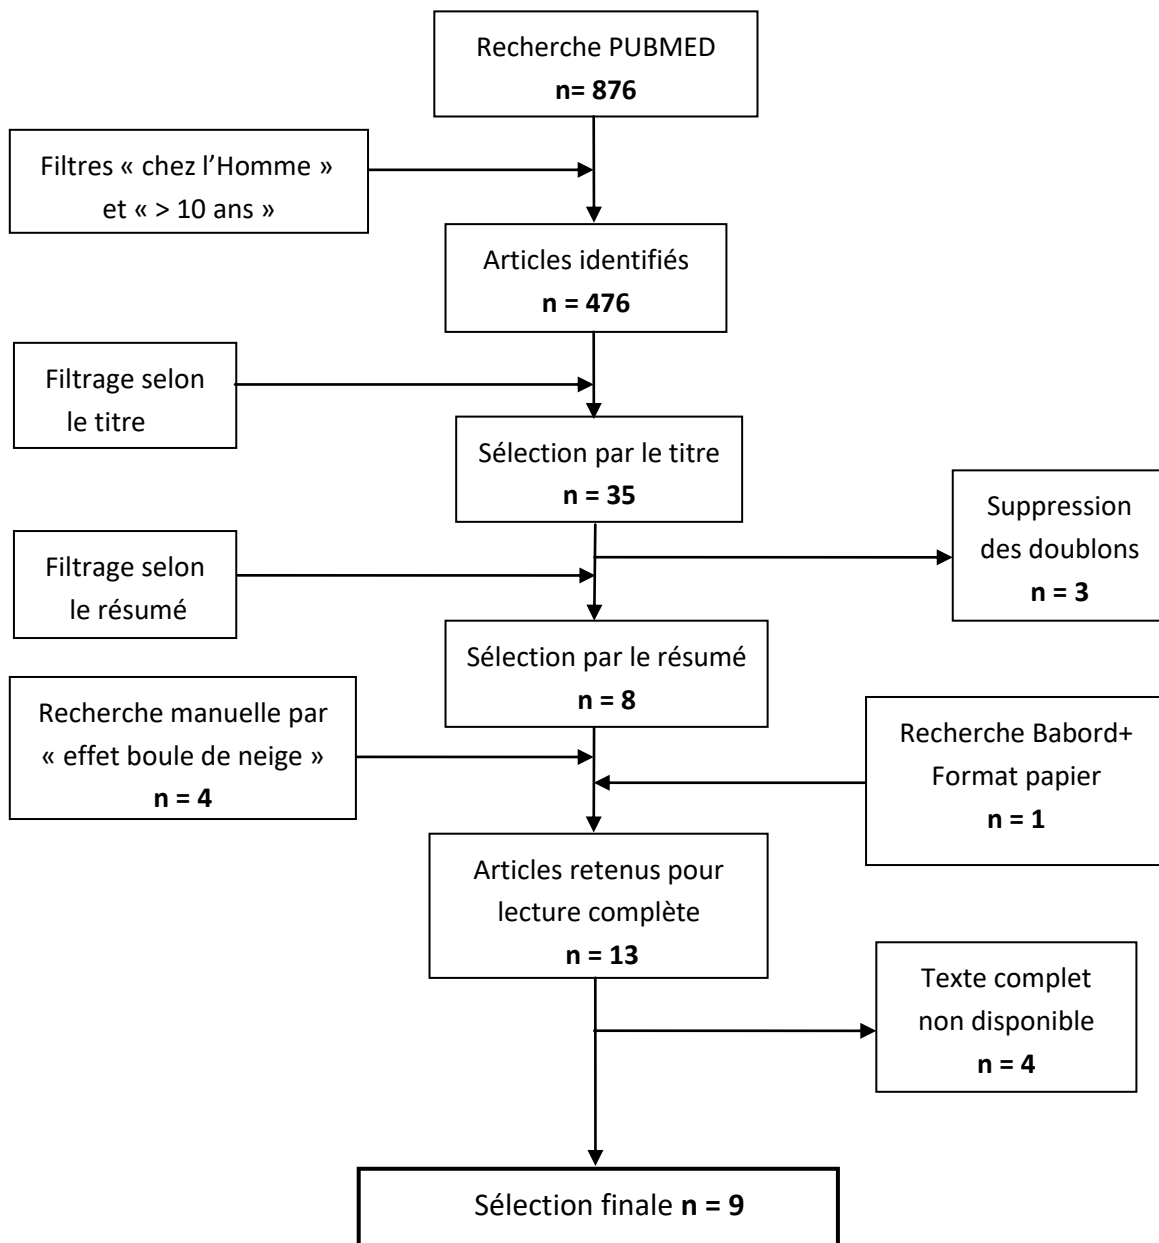 Recherche PUBMED
n= 876
Filtres « chez l’Homme »
et « > 10 ans »
Articles identifiés
n = 476
Filtrage selon
le titre
Sélection par le titre
n = 35
Suppression
des doublons
n = 3
Filtrage selon
le résumé
Sélection par le résumé
n = 8
Recherche manuelle par
« effet boule de neige »
n = 4
Recherche Babord+
Format papier
n = 1
Articles retenus pour
lecture complète
n = 13
Texte complet
non disponible
n = 4
Sélection finale n = 9